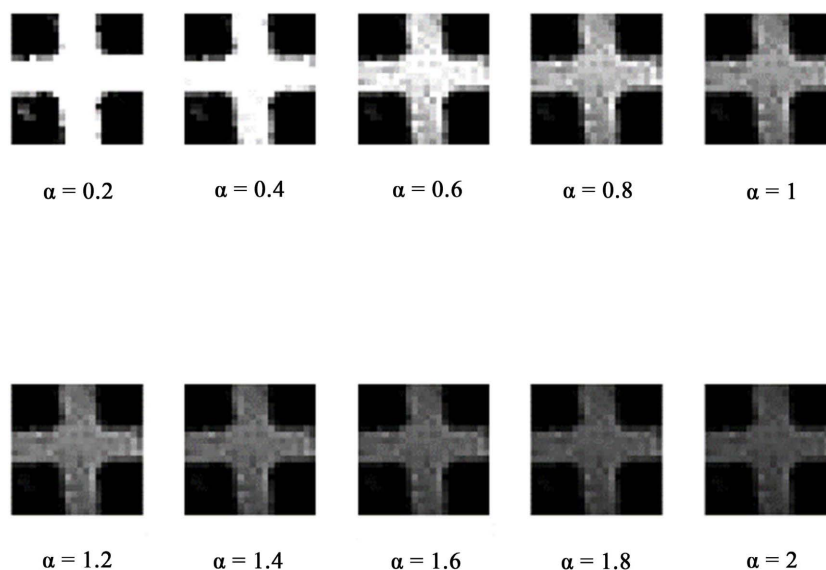 α = 0.2 α = 0.4 α = 0.6 α = 0.8 α = 1
α = 1.2 α = 1.4 α = 1.6 α = 1.8 α = 2